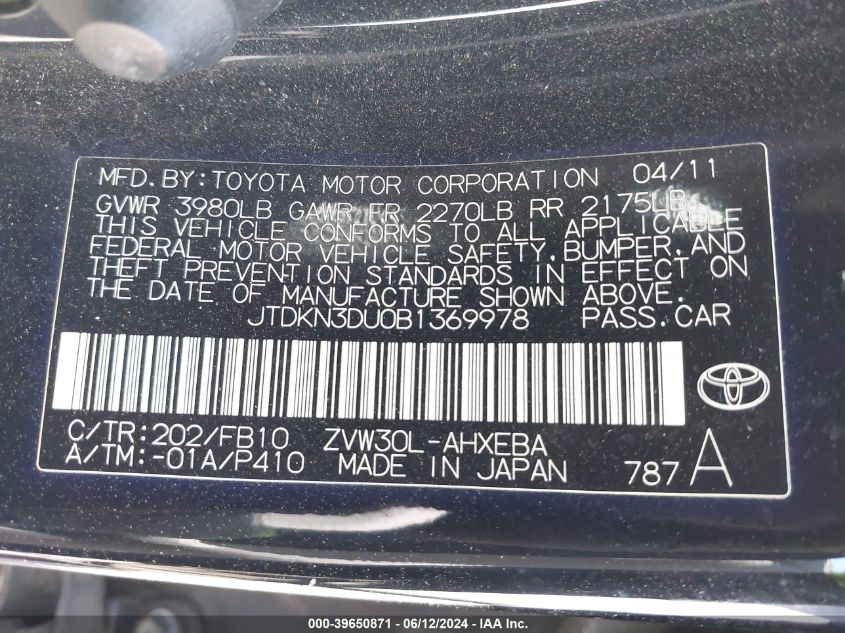 MFD.BY:TOYOTA MOTOR CORPORATION 04/11
GVWR 3980LB GAWR FR 2270LB RR 2175LB
THIS VEHICLE CONFORMS TO ALL APPLICABLE
FEDERAL MOTOR VEHICLE SAFETY,BUMPER,AND
THEFT PREVENTION STANDARDS IN EFFECT ON
THE DATE OF MANUFACTURE SHOWN ABOVE.
JTDKN3DU0B1369978 PASS.CAR
C/TR:202/FB10 ZVW30L-AHXEBA
A/TM:-01A/P410 MADE IN JAPAN 787 A
000-39650871 / 06/12/2024 - IAAI.COM